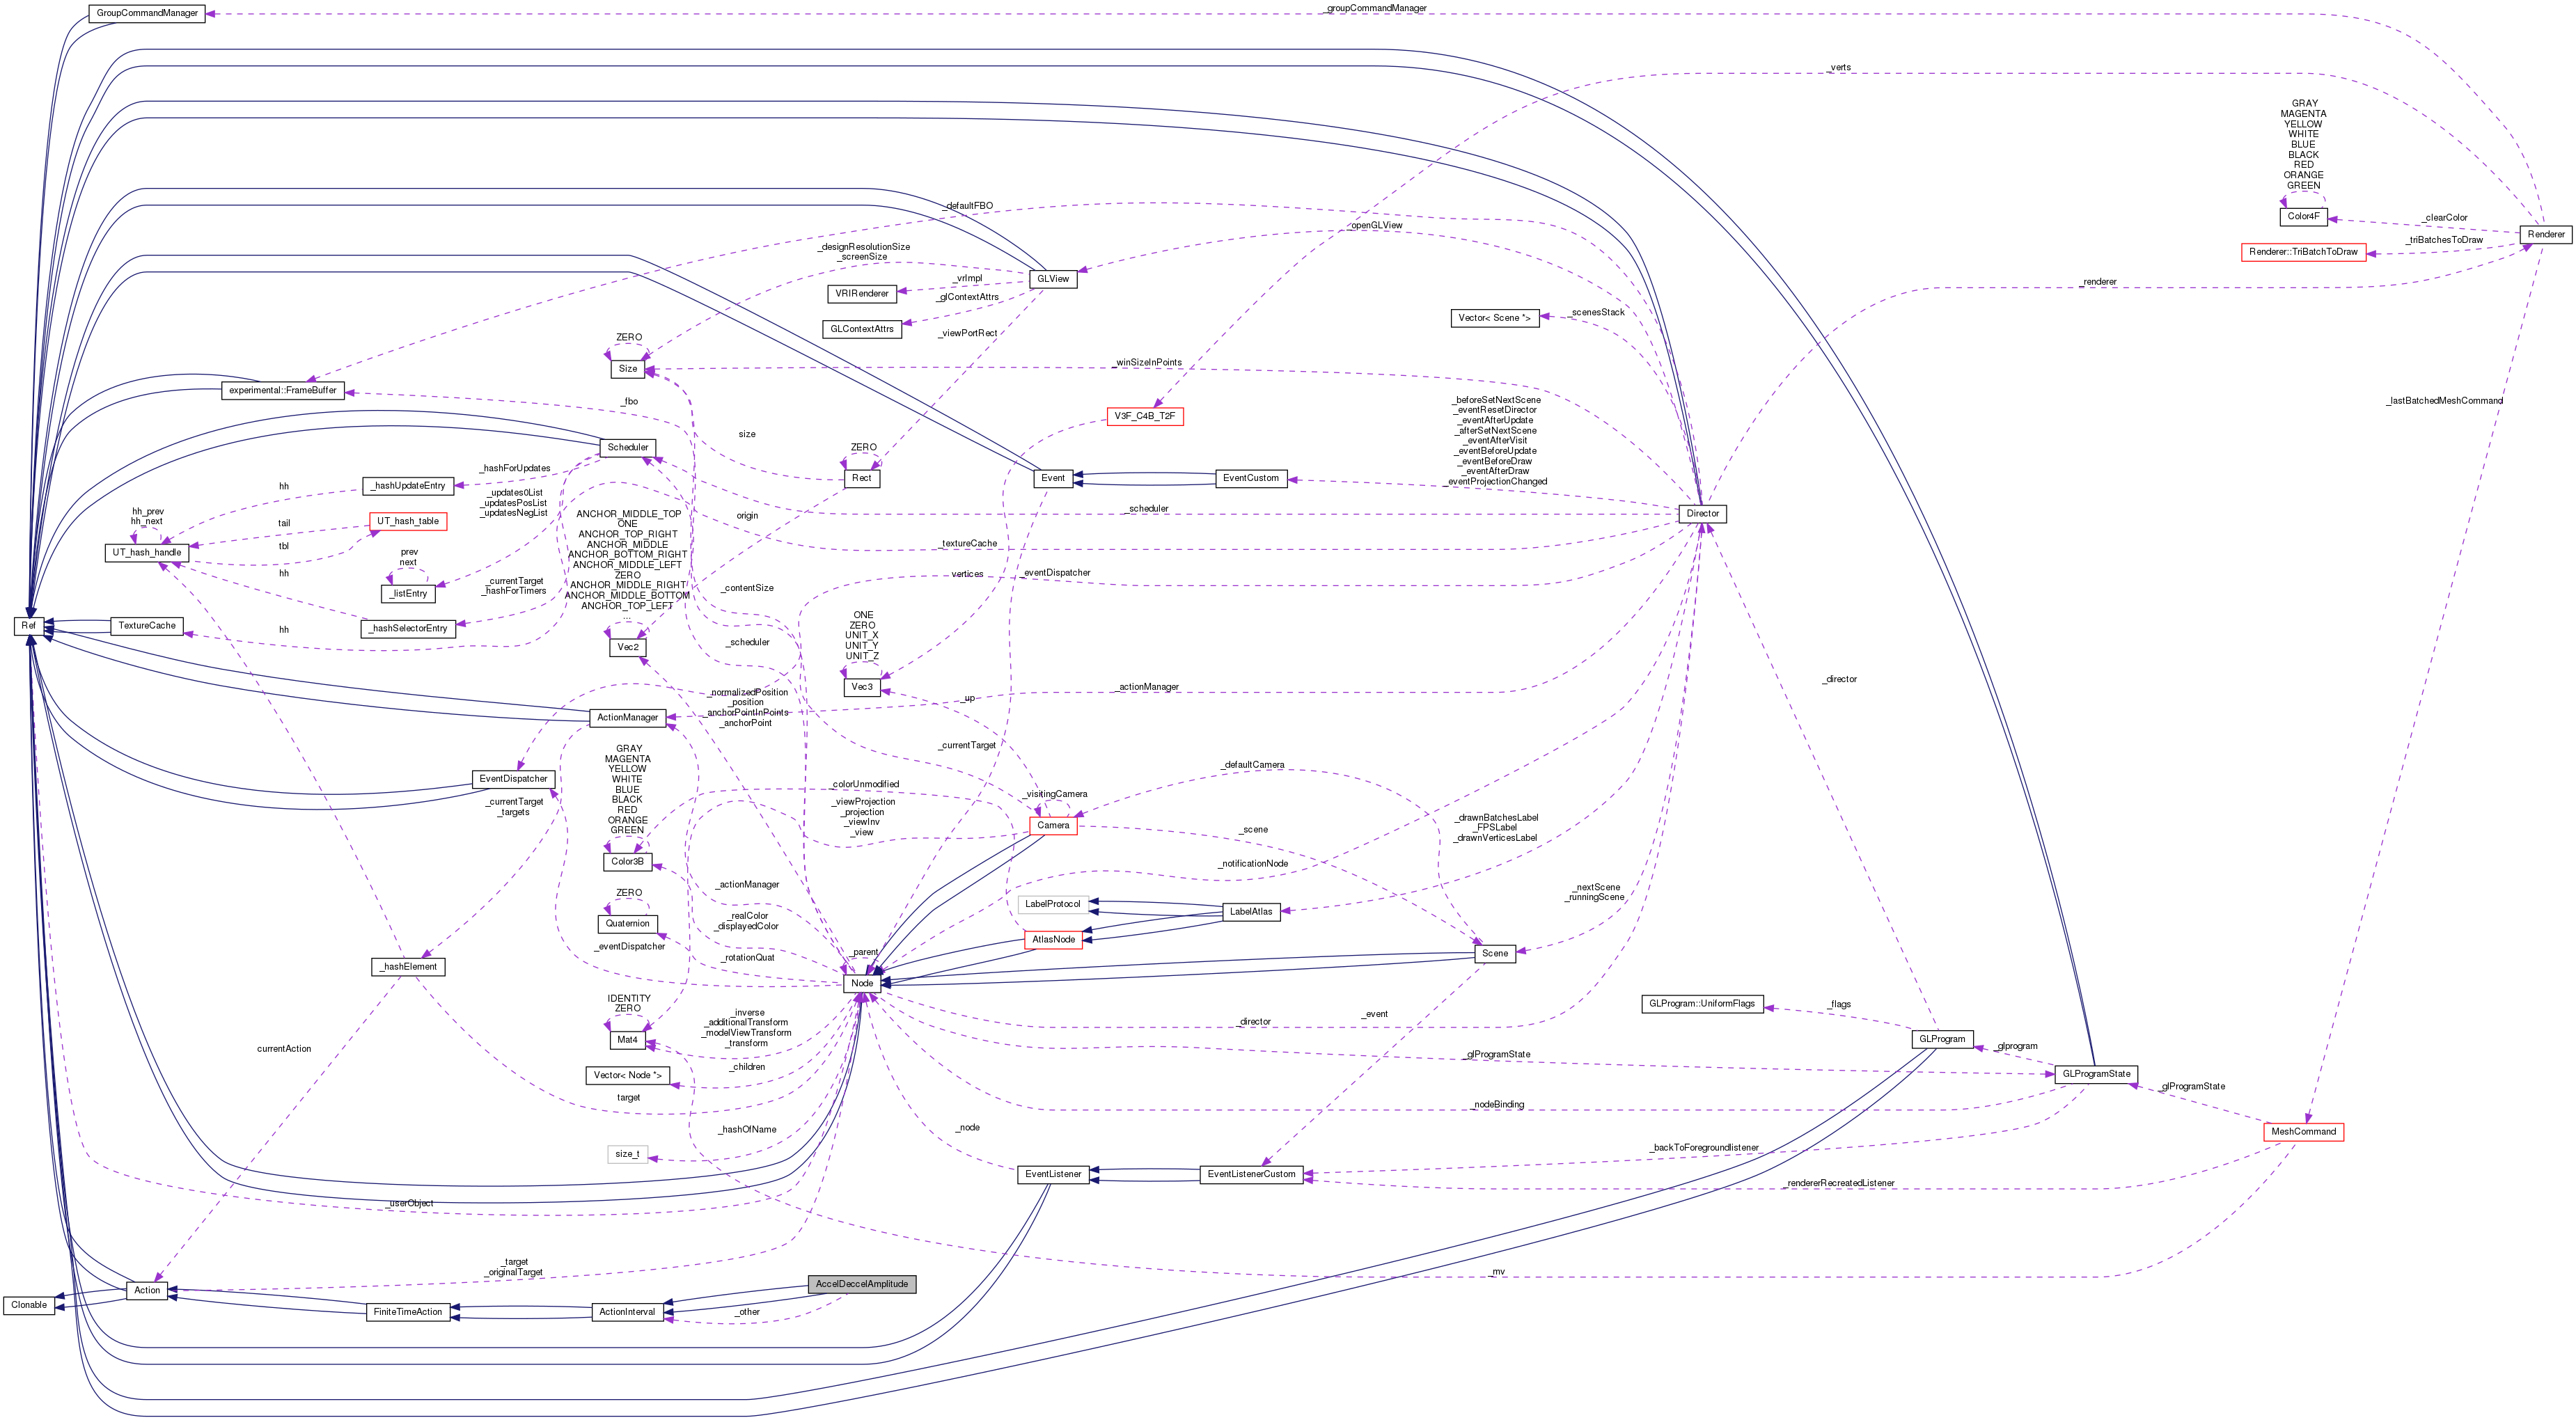 GroupCommandManager
_groupCommandManager
_verts
GRAY
MAGENTA
YELLOW
WHITE
BLUE
BLACK
RED
ORANGE
GREEN
Color4F
_clearColor
Renderer
_triBatchesToDraw
Renderer::TriBatchToDraw
_defaultFBO
_openGLView
_designResolutionSize
_screenSize
GLView
_vrImpl
VRIRenderer
_glContextAttrs
GLContextAttrs
_viewPortRect
_renderer
Vector< Scene *>
_scenesStack
ZERO
Size
_winSizeInPoints
experimental::FrameBuffer
_fbo
_lastBatchedMeshCommand
V3F_C4B_T2F
_beforeSetNextScene
_eventResetDirector
_eventAfterUpdate
_afterSetNextScene
_eventAfterVisit
_eventBeforeUpdate
_eventBeforeDraw
_eventAfterDraw
_eventProjectionChanged
size
Scheduler
ZERO
Rect
Event
EventCustom
_hashForUpdates
_hashUpdateEntry
hh
_updates0List
_updatesPosList
_updatesNegList
hh_prev
hh_next
UT_hash_handle
tail
UT_hash_table
tbl
origin
_scheduler
Director
_textureCache
prev
next
_listEntry
hh
_currentTarget
_hashForTimers
ANCHOR_MIDDLE_TOP
ONE
ANCHOR_TOP_RIGHT
ANCHOR_MIDDLE
ANCHOR_BOTTOM_RIGHT
ANCHOR_MIDDLE_LEFT
ZERO
ANCHOR_MIDDLE_RIGHT
ANCHOR_MIDDLE_BOTTOM
ANCHOR_TOP_LEFT
...
Vec2
vertices
_eventDispatcher
_contentSize
Ref
TextureCache
hh
_hashSelectorEntry
_scheduler
ONE
ZERO
UNIT_X
UNIT_Y
UNIT_Z
Vec3
_director
_actionManager
_up
_normalizedPosition
_position
_anchorPointInPoints
_anchorPoint
ActionManager
_currentTarget
EventDispatcher
_currentTarget
_targets
GRAY
MAGENTA
YELLOW
WHITE
BLUE
BLACK
RED
ORANGE
GREEN
Color3B
_colorUnmodified
_viewProjection
_projection
_viewInv
_view
_visitingCamera
Camera
_defaultCamera
_scene
_drawnBatchesLabel
_FPSLabel
_drawnVerticesLabel
_notificationNode
_actionManager
_nextScene
_runningScene
ZERO
Quaternion
_realColor
_displayedColor
LabelProtocol
LabelAtlas
AtlasNode
_eventDispatcher
_rotationQuat
_parent
Node
Scene
_hashElement
IDENTITY
ZERO
Mat4
_inverse
_additionalTransform
_modelViewTransform
_transform
_director
_event
GLProgram::UniformFlags
_flags
GLProgram
currentAction
Vector< Node *>
_children
_glProgramState
_glprogram
GLProgramState
_glProgramState
target
_nodeBinding
_hashOfName
_node
MeshCommand
size_t
_backToForegroundlistener
EventListener
EventListenerCustom
_rendererRecreatedListener
_userObject
_target
_originalTarget
_mv
Action
AccelDeccelAmplitude
Clonable
FiniteTimeAction
ActionInterval
_other